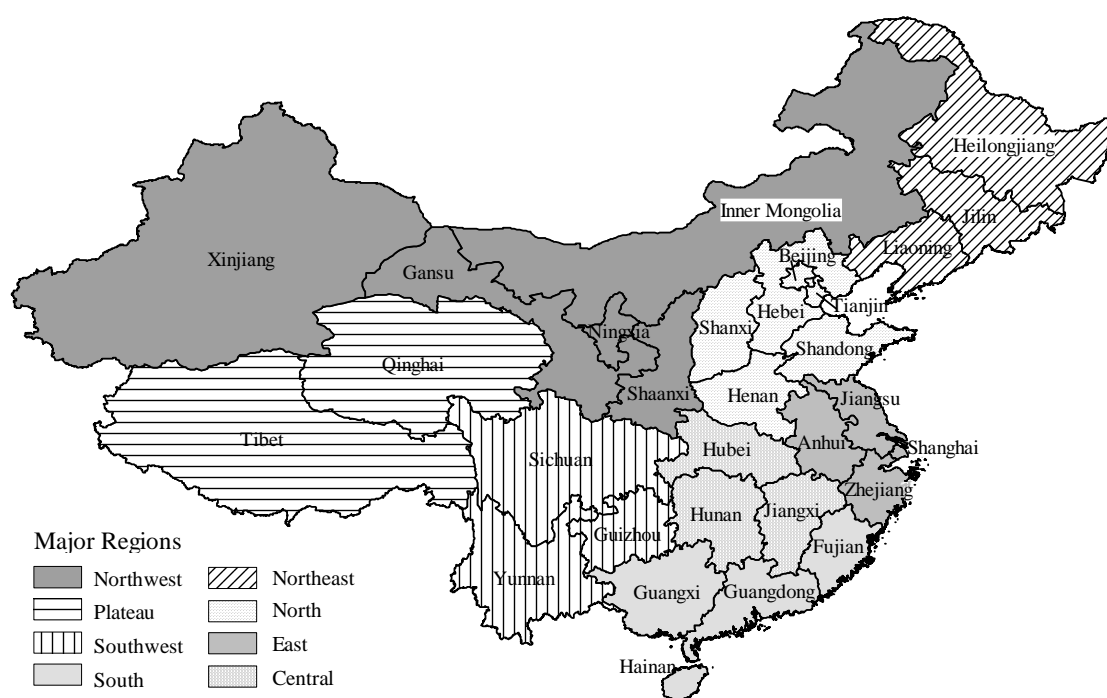 Heilongjiang
Inner Mongolia
Jilin
Liaoning
Beijing
Xinjiang
Gansu
Tianjin
Hebei
Ningxia
Shanxi
Shandong
Qinghai
Shaanxi
Henan
Jiangsu
Tibet
Anhui
Hubei
Shanghai
Sichuan
Zhejiang
Hunan
Jiangxi
Guizhou
Fujian
Yunnan
Guangxi
Guangdong
Hainan
Major Regions
Northwest
Plateau
Southwest
South
Northeast
North
East
Central